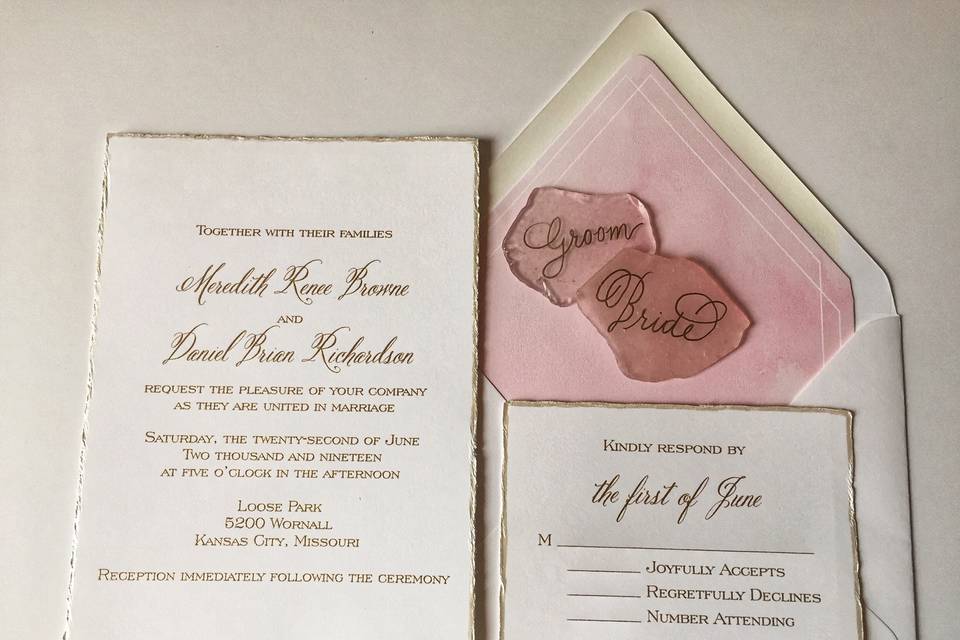 Together with their families
Meredith Renee Browne
and
Daniel Brian Richardson
request the pleasure of your company
as they are united in marriage
Saturday, the twenty-second of June
Two thousand and nineteen
at five o'clock in the afternoon
Loose Park
5200 Wornall
Kansas City, Missouri
Reception immediately following the ceremony
Groom
Bride
Kindly respond by
the first of June
M
Joyfully Accepts
Regretfully Declines
Number Attending